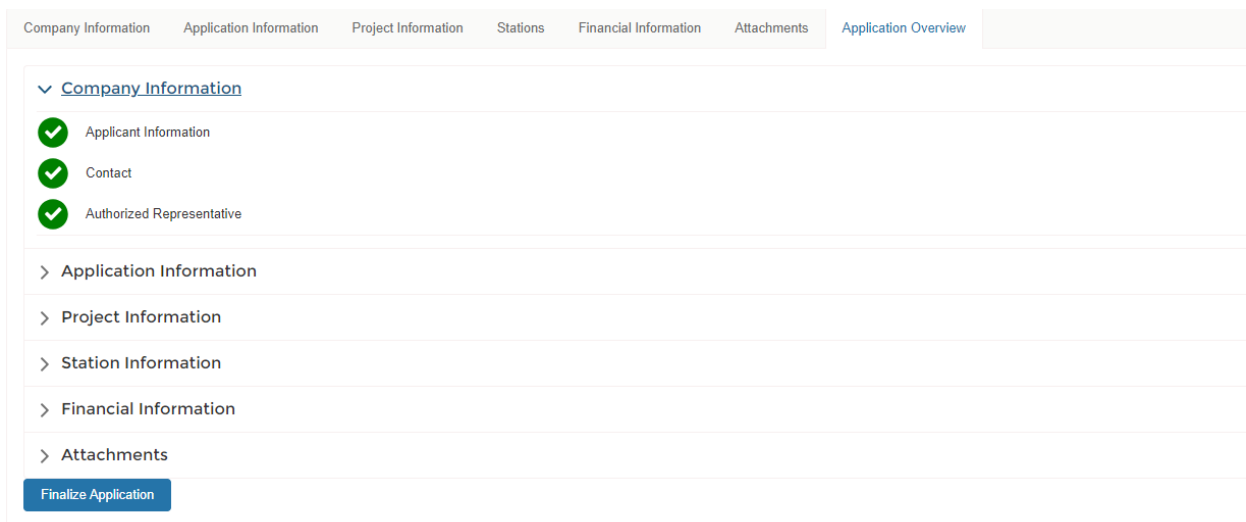 Company Information Application Information Project Information Stations Financial Information Attachments Application Overview
Company Information
Applicant Information
Contact
Authorized Representative
Application Information
Project Information
Station Information
Financial Information
Attachments
Finalize Application